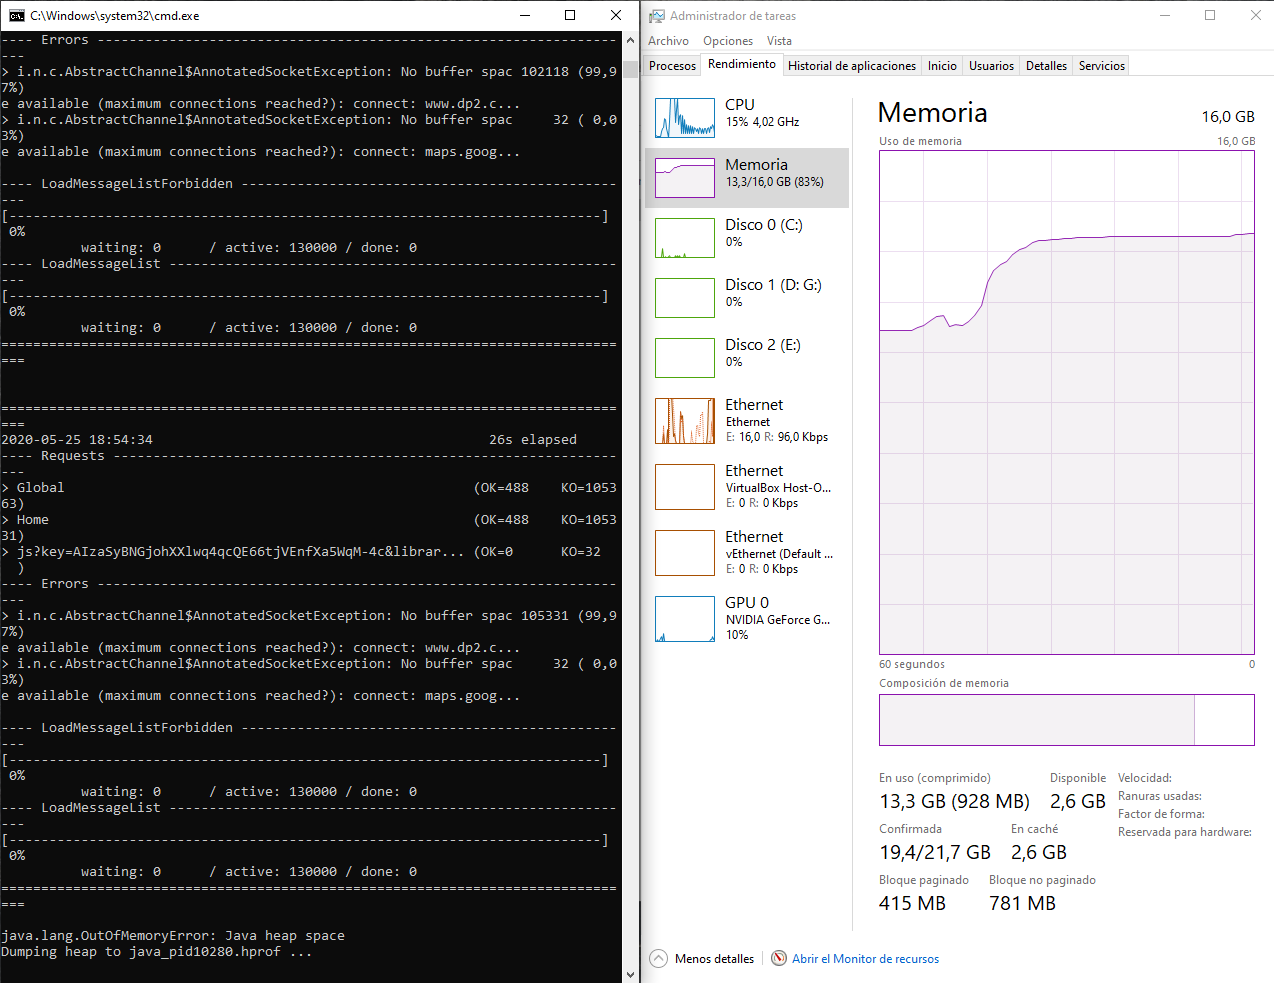 C:\Windows\system32\cmd.exe
---- Errors ------------------------------------------------------------------
---
> i.n.c.AbstractChannel$AnnotatedSocketException: No buffer spac 102118 (99,9
7%)
e available (maximum connections reached?): connect: www.dp2.c...
> i.n.c.AbstractChannel$AnnotatedSocketException: No buffer spac     32 ( 0,0
3%)
e available (maximum connections reached?): connect: maps.goog...
---- LoadMessageListForbidden ------------------------------------------------
---
[--------------------------------------------------------------------------]
0%
waiting: 0      / active: 130000 / done: 0
---- LoadMessageList ---------------------------------------------------------
---
[--------------------------------------------------------------------------]
0%
waiting: 0      / active: 130000 / done: 0
==============================================================================
===
==============================================================================
===
2020-05-25 18:54:34                                          26s elapsed
---- Requests ----------------------------------------------------------------
---
> Global                                                   (OK=488    KO=1053
63)
> Home                                                     (OK=488    KO=1053
31)
> js?key=AIzaSyBNGjohXXlwq4qcQE66tjVEnfXa5WqM-4c&librar... (OK=0      KO=32
)
---- Errors ------------------------------------------------------------------
---
> i.n.c.AbstractChannel$AnnotatedSocketException: No buffer spac 105331 (99,9
7%)
e available (maximum connections reached?): connect: www.dp2.c...
> i.n.c.AbstractChannel$AnnotatedSocketException: No buffer spac     32 ( 0,0
3%)
e available (maximum connections reached?): connect: maps.goog...
---- LoadMessageListForbidden ------------------------------------------------
---
[--------------------------------------------------------------------------]
0%
waiting: 0      / active: 130000 / done: 0
---- LoadMessageList ---------------------------------------------------------
---
[--------------------------------------------------------------------------]
0%
waiting: 0      / active: 130000 / done: 0
==============================================================================
===
java.lang.OutOfMemoryError: Java heap space
Dumping heap to java_pid10280.hprof ...
Administrador de tareas
Archivo Opciones Vista
Procesos Rendimiento Historial de aplicaciones Inicio Usuarios Detalles Servicios
CPU
15% 4,02 GHz
Memoria
13,3/16,0 GB (83%)
Disco 0 (C:)
0%
Disco 1 (D: G:)
0%
Disco 2 (E:)
0%
Ethernet
Ethernet
E: 16,0 R: 96,0 Kbps
Ethernet
VirtualBox Host-O...
E: 0 R: 0 Kbps
Ethernet
vEthernet (Default ...
E: 0 R: 0 Kbps
GPU 0
NVIDIA GeForce G...
10%
Memoria 16,0 GB
Uso de memoria 16,0 GB
60 segundos 0
Composición de memoria
En uso (comprimido) Disponible
13,3 GB (928 MB) 2,6 GB
Confirmada En caché
19,4/21,7 GB 2,6 GB
Bloque paginado Bloque no paginado
415 MB 781 MB
Velocidad:
Ranuras usadas:
Factor de forma:
Reservada para hardware:
Menos detalles Abrir el Monitor de recursos